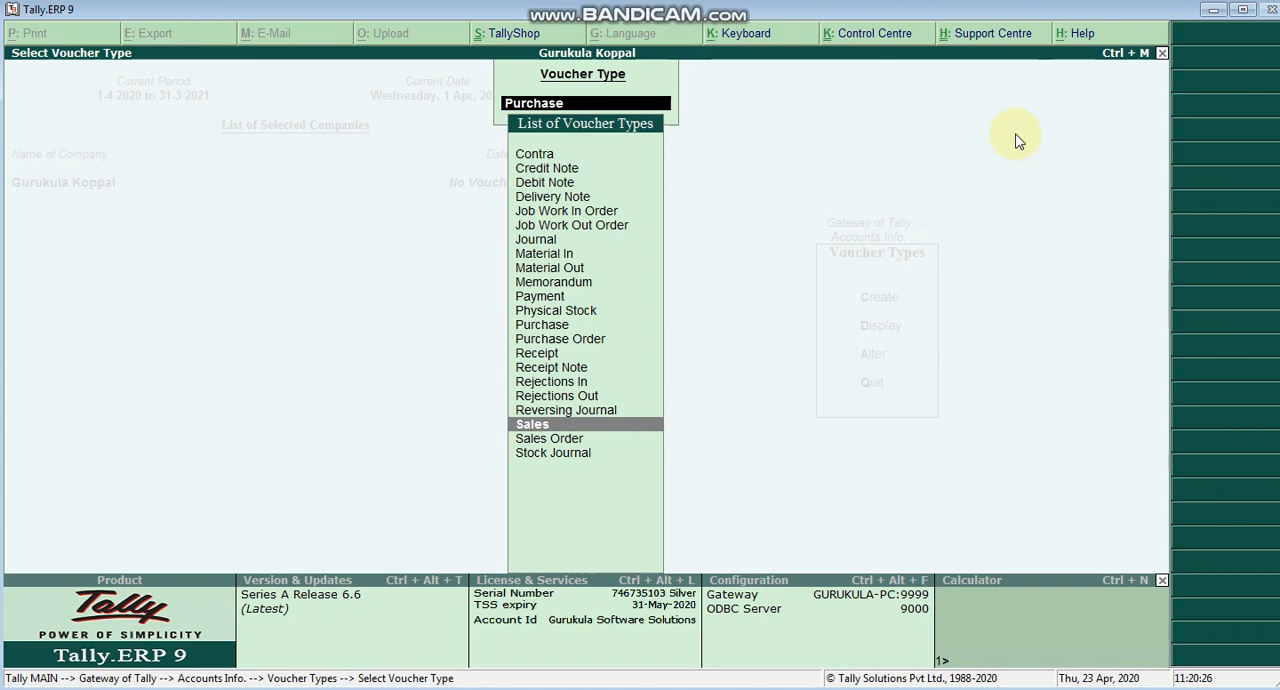 Tally.ERP 9
www.BANDICAM.com
P: Print
E: Export
M: E-Mail
O: Upload
S: TallyShop
G: Language
K: Keyboard
K: Control Centre
H: Support Centre
H: Help
Select Voucher Type
Gurukula Koppal
Ctrl + M
Current Period
1-4-2020 to 31-3-2021
Current Date
Wednesday, 1 Apr, 20
List of Selected Companies
Name of Company
Gurukula Koppal
No Vouch
Voucher Type
Purchase
List of Voucher Types
Contra
Credit Note
Debit Note
Delivery Note
Job Work In Order
Job Work Out Order
Journal
Material In
Material Out
Memorandum
Payment
Physical Stock
Purchase
Purchase Order
Receipt
Receipt Note
Rejections In
Rejections Out
Reversing Journal
Sales
Sales Order
Stock Journal
Gateway of Tally ....
Accounts Info. ....
Voucher Types
Create
Display
Alter
Quit
Product
Tally
POWER OF SIMPLICITY
Tally.ERP 9
Version & Updates Ctrl + Alt + T
Series A Release 6.6
(Latest)
License & Services Ctrl + Alt + L
Serial Number 746735103 Silver
TSS expiry 31-May-2020
Account Id Gurukula Software Solutions
Configuration Ctrl + Alt + F
Gateway GURUKULA-PC:9999
ODBC Server 9000
Calculator Ctrl + N
1>
Tally MAIN --> Gateway of Tally --> Accounts Info. --> Voucher Types --> Select Voucher Type
© Tally Solutions Pvt Ltd., 1988-2020
Thu, 23 Apr, 2020
11:20:26